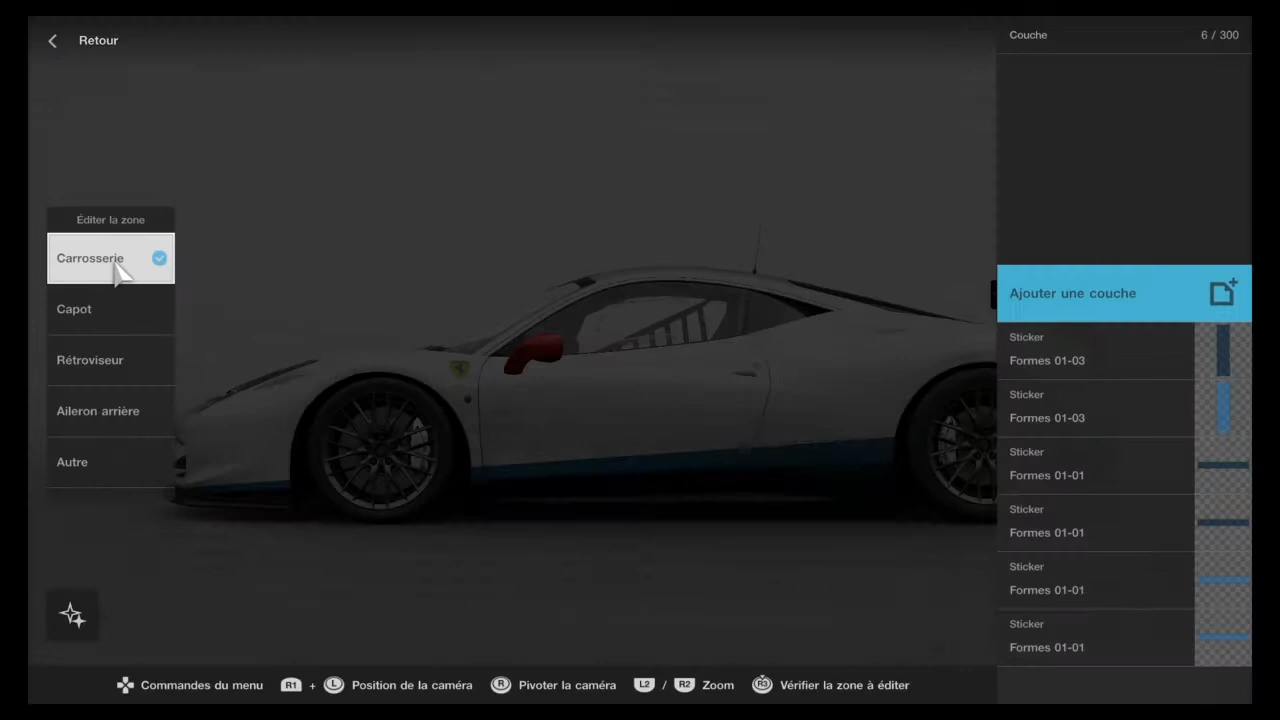 Retour
Couche 6 / 300
Éditer la zone
Carrosserie
Capot
Rétroviseur
Aileron arrière
Autre
Ajouter une couche
Sticker
Formes 01-03
Sticker
Formes 01-03
Sticker
Formes 01-01
Sticker
Formes 01-01
Sticker
Formes 01-01
Sticker
Formes 01-01
Commandes du menu R1 + L Position de la caméra R Pivoter la caméra L2 / R2 Zoom R3 Vérifier la zone à éditer